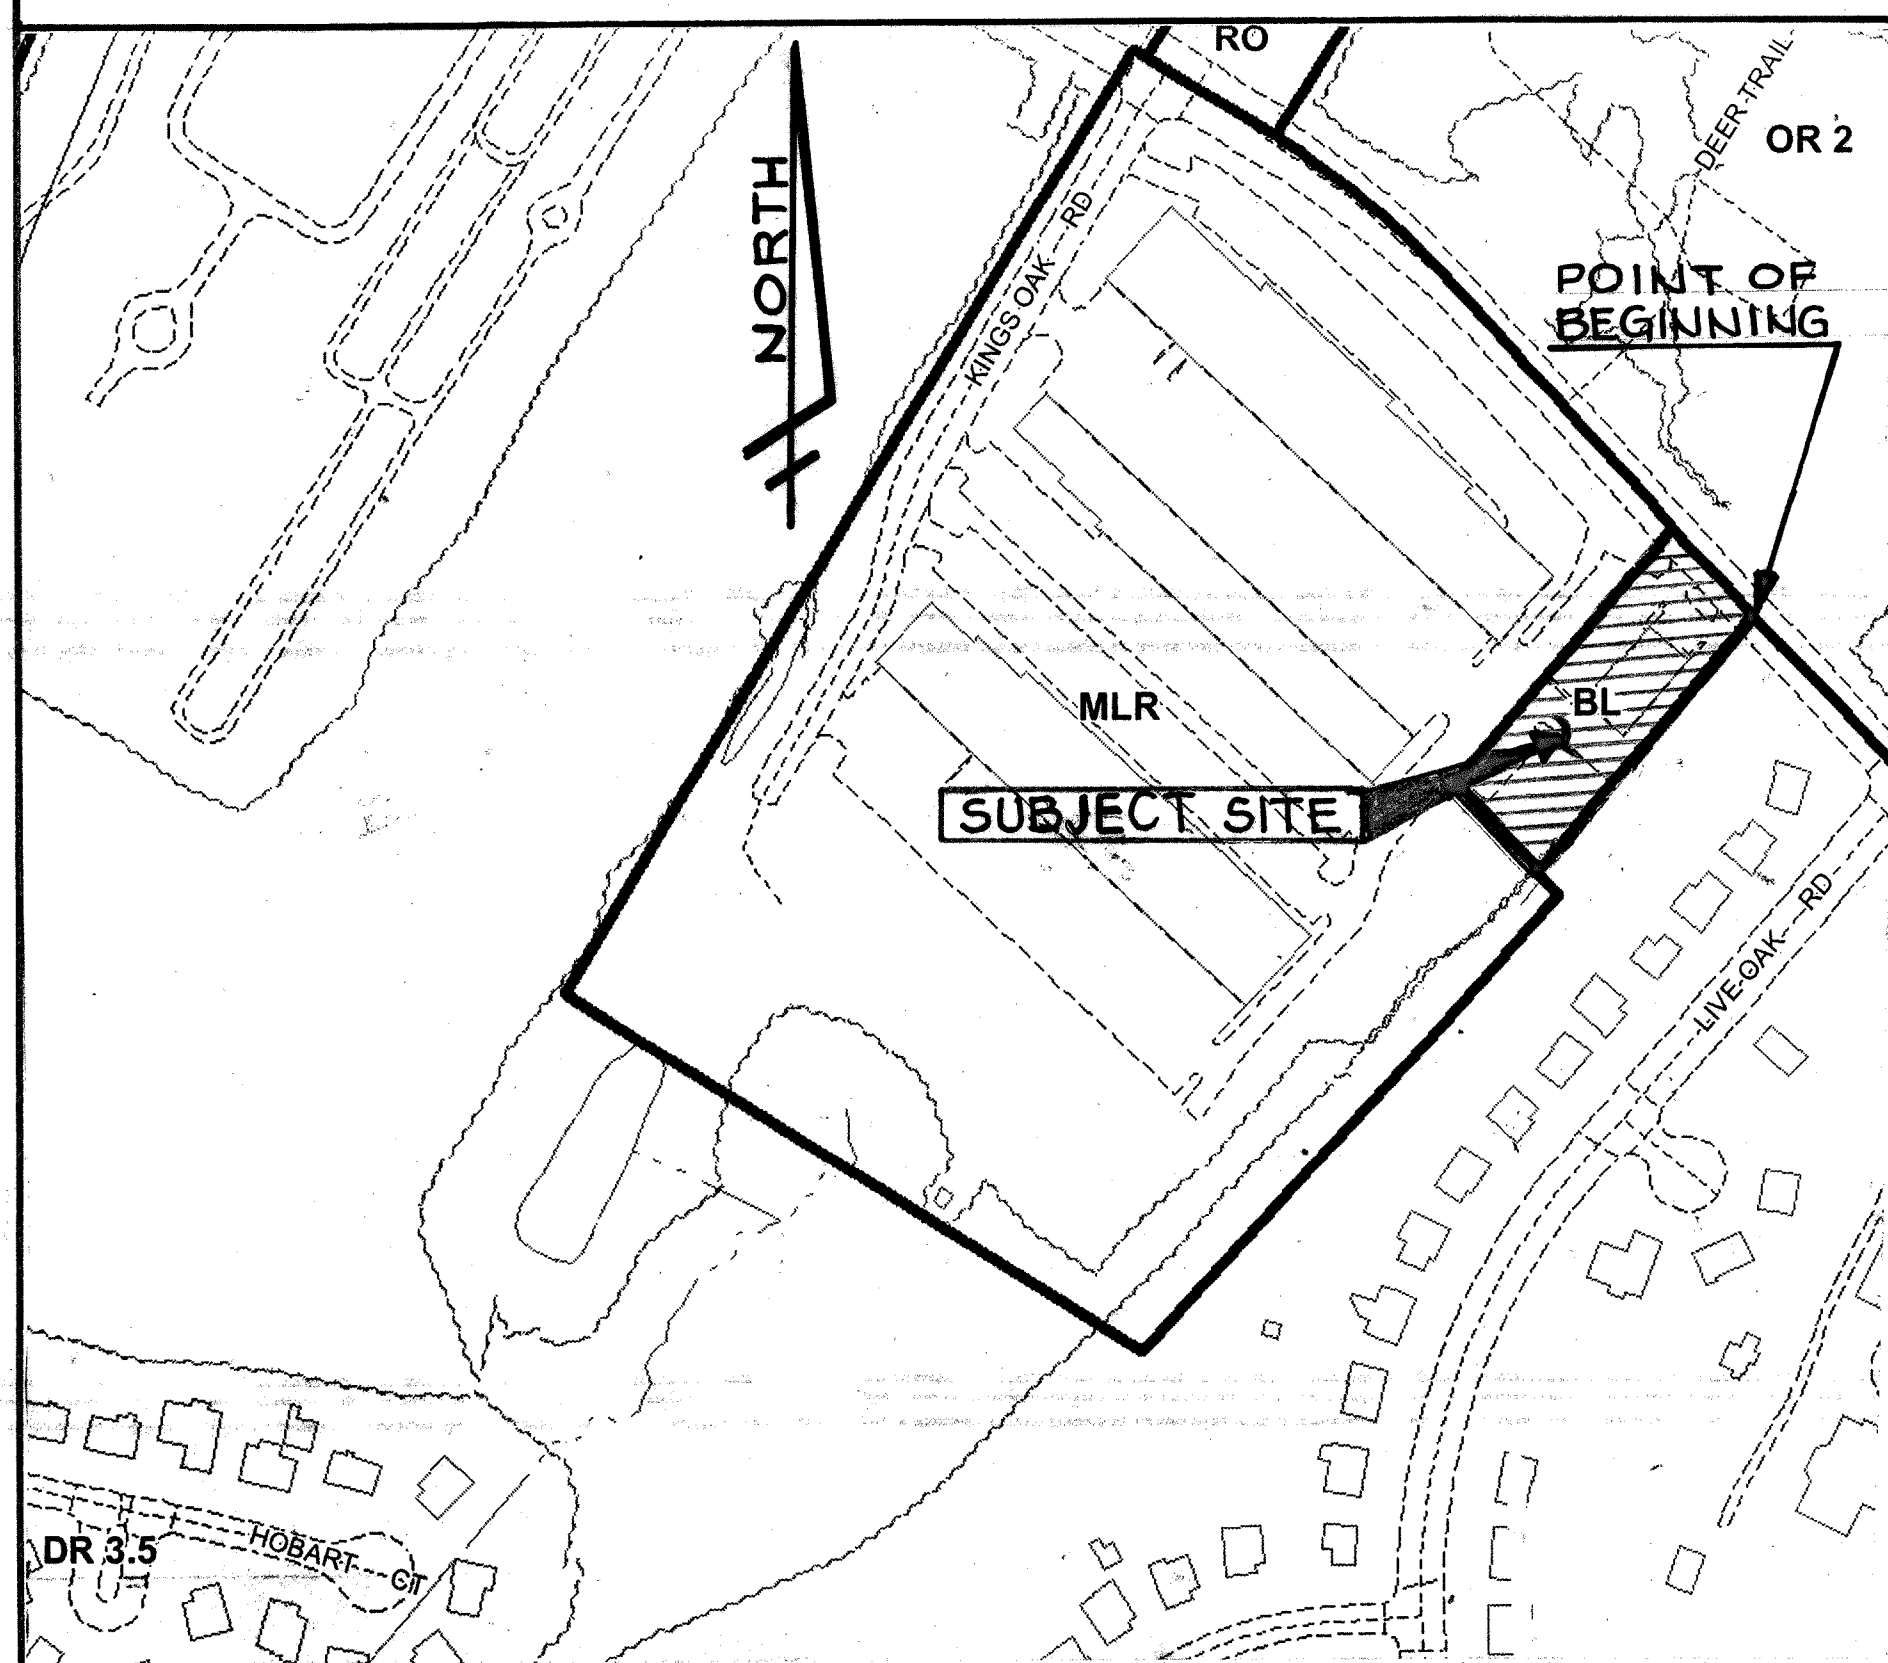 RO
DEER-TRAIL
OR 2
NORTH
KINGS OAK RD
POINT OF
BEGINNING
MLR
BL
SUBJECT SITE
LIVE-OAK RD
DR 3.5
HOBART CT